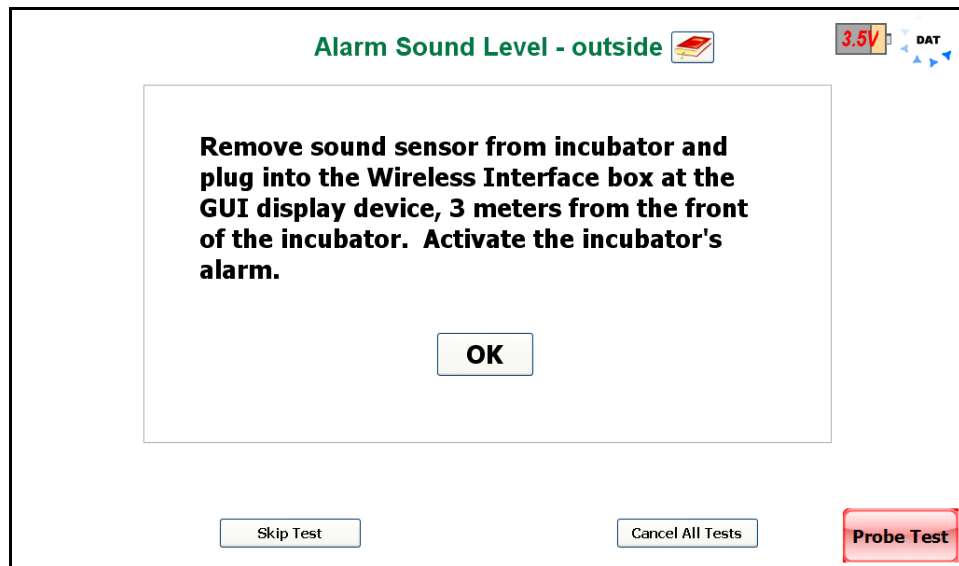 Alarm Sound Level - outside
3.5V
DAT
Remove sound sensor from incubator and
plug into the Wireless Interface box at the
GUI display device, 3 meters from the front
of the incubator.  Activate the incubator's
alarm.
OK
Skip Test
Cancel All Tests
Probe Test